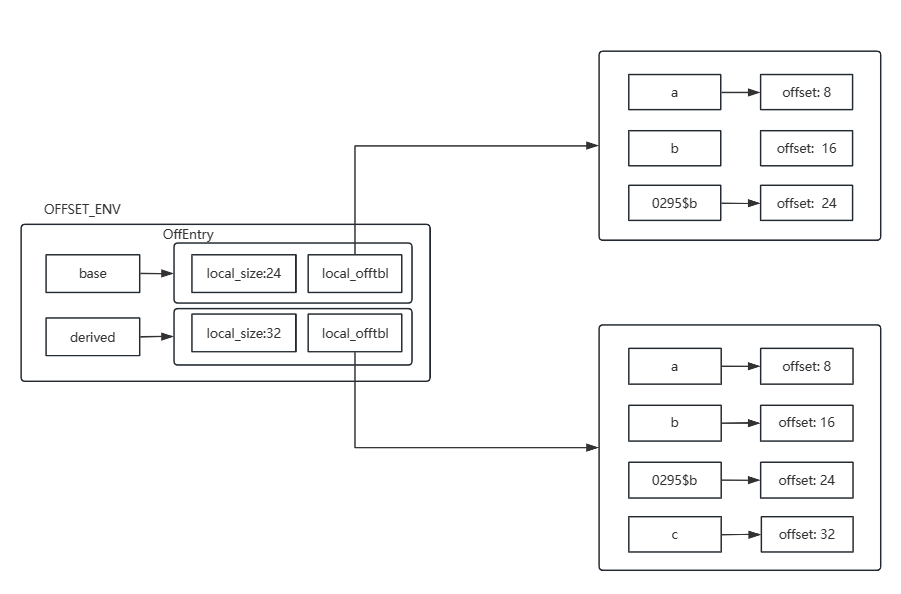 a
offset: 8
b
offset: 16
0295$b
offset: 24
OFFSET_ENV
OffEntry
base
local_size:24
local_offtbl
derived
local_size:32
local_offtbl
a
offset: 8
b
offset: 16
0295$b
offset: 24
c
offset: 32